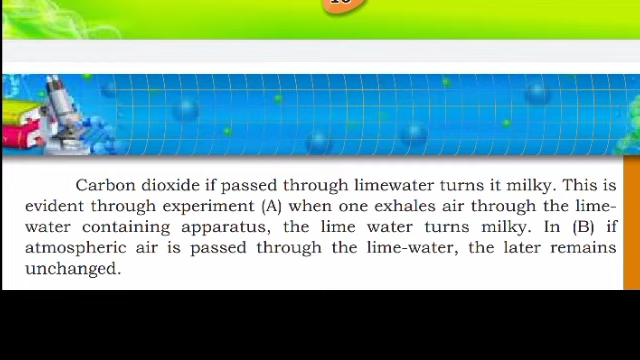 Carbon dioxide if passed through limewater turns it milky. This is
evident through experiment (A) when one exhales air through the lime-
water containing apparatus, the lime water turns milky. In (B) if
atmospheric air is passed through the lime-water, the later remains
unchanged.